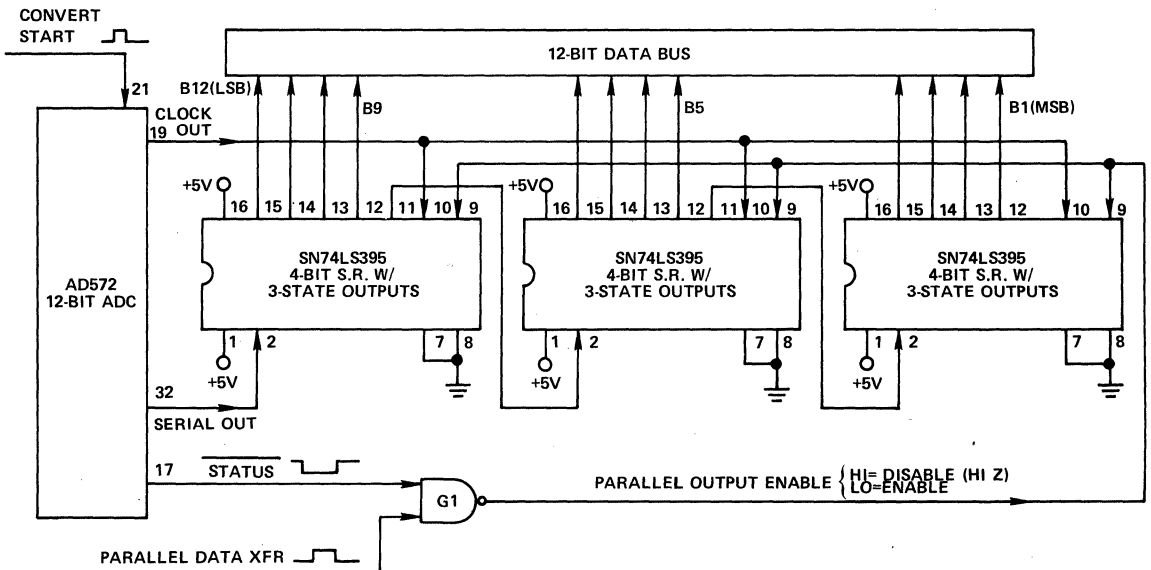 CONVERT
START
12-BIT DATA BUS
21
B12(LSB)
B9
B5
B1(MSB)
CLOCK
19 OUT
+5V
+5V
+5V
16 15 14 13 12 11 10 9
16 15 14 13 12 11 10 9
16 15 14 13 12 10 9
AD572
12-BIT ADC
SN74LS395
4-BIT S.R. W/
3-STATE OUTPUTS
SN74LS395
4-BIT S.R. W/
3-STATE OUTPUTS
SN74LS395
4-BIT S.R. W/
3-STATE OUTPUTS
1 2 7 8
1 2 7 8
1 2 7 8
+5V
+5V
+5V
32
SERIAL OUT
17
STATUS
G1
PARALLEL OUTPUT ENABLE { HI= DISABLE (HI Z)
LO=ENABLE
PARALLEL DATA XFR